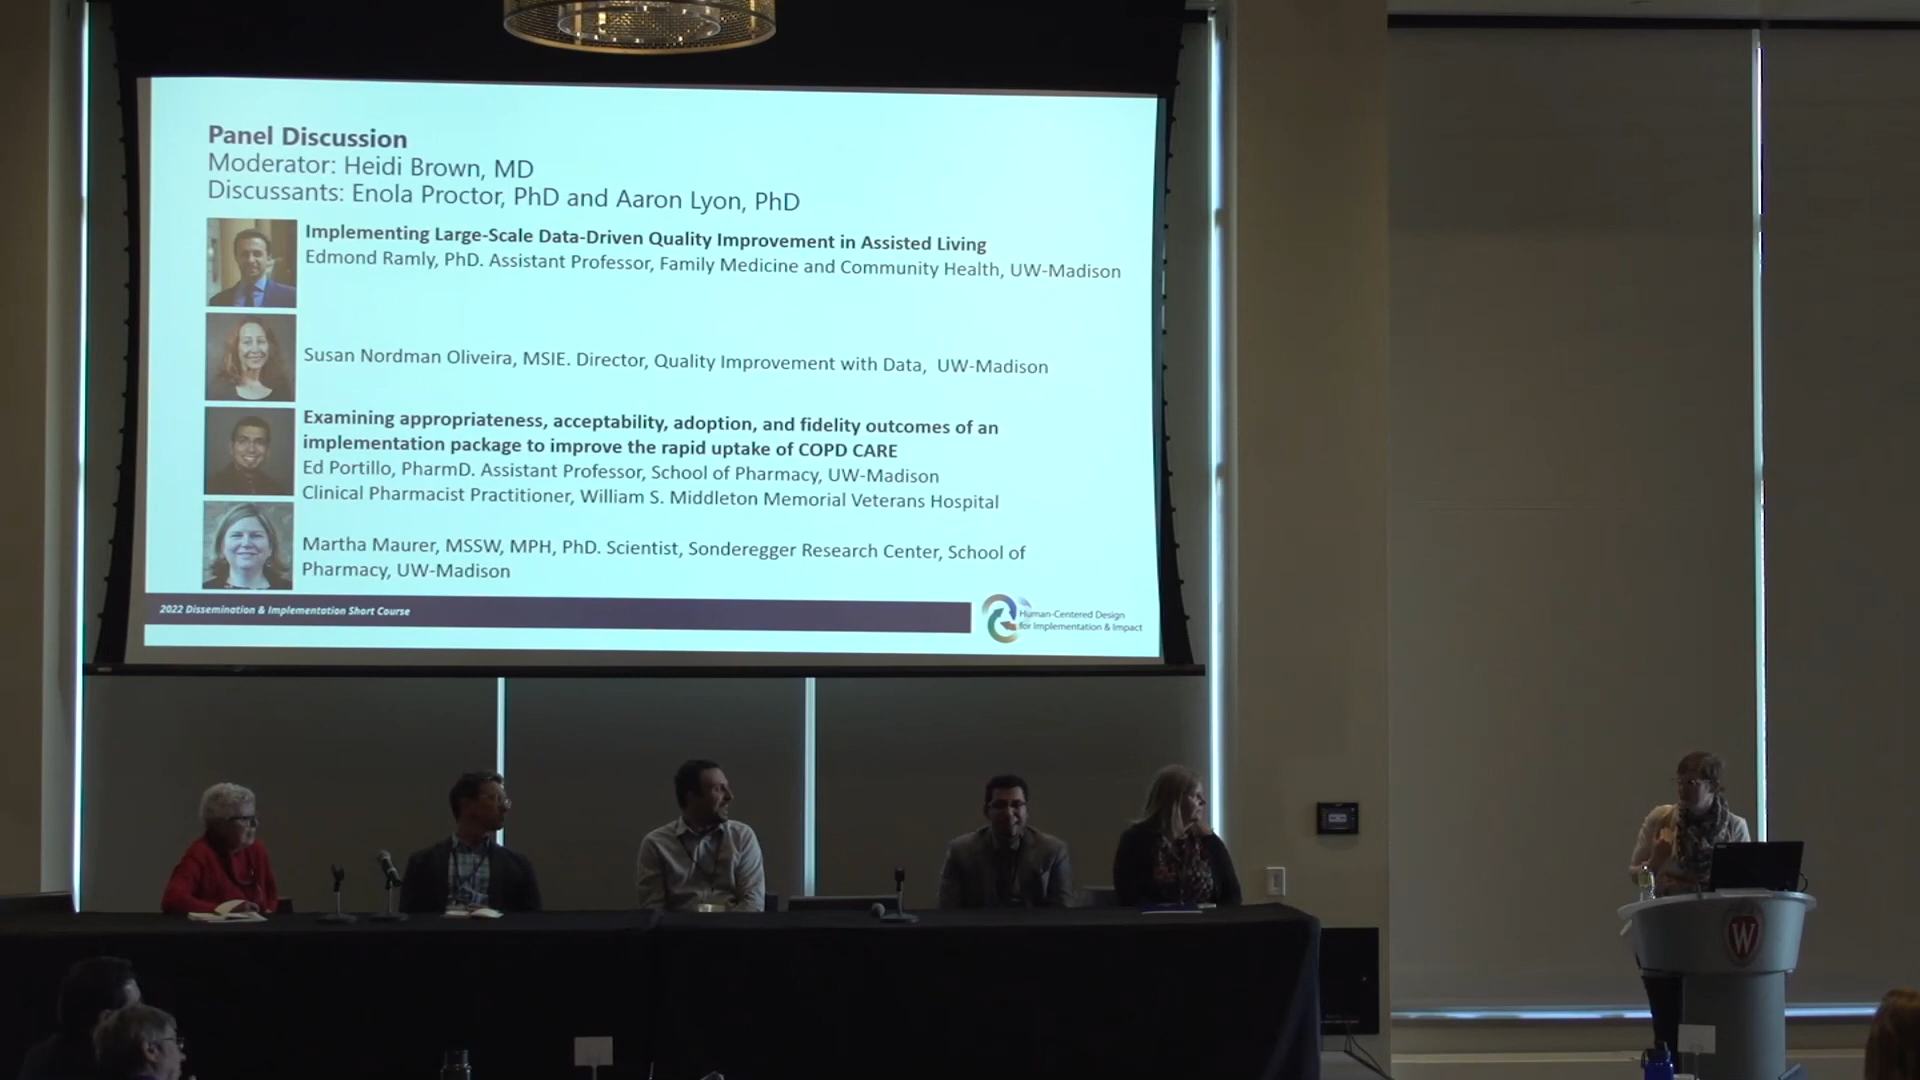 Panel Discussion
Moderator: Heidi Brown, MD
Discussants: Enola Proctor, PhD and Aaron Lyon, PhD
Implementing Large-Scale Data-Driven Quality Improvement in Assisted Living
Edmond Ramly, PhD. Assistant Professor, Family Medicine and Community Health, UW-Madison
Susan Nordman Oliveira, MSIE. Director, Quality Improvement with Data, UW-Madison
Examining appropriateness, acceptability, adoption, and fidelity outcomes of an
implementation package to improve the rapid uptake of COPD CARE
Ed Portillo, PharmD. Assistant Professor, School of Pharmacy, UW-Madison
Clinical Pharmacist Practitioner, William S. Middleton Memorial Veterans Hospital
Martha Maurer, MSSW, MPH, PhD. Scientist, Sonderegger Research Center, School of
Pharmacy, UW-Madison
2022 Dissemination & Implementation Short Course
Human-Centered Design
for Implementation & Impact
W